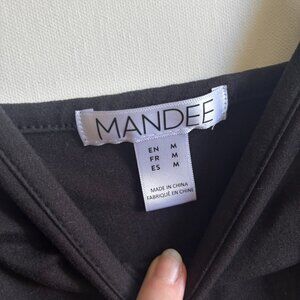 MANDEE
EN M
FR M
ES M
MADE IN CHINA
FABRIQUÉ EN CHINE